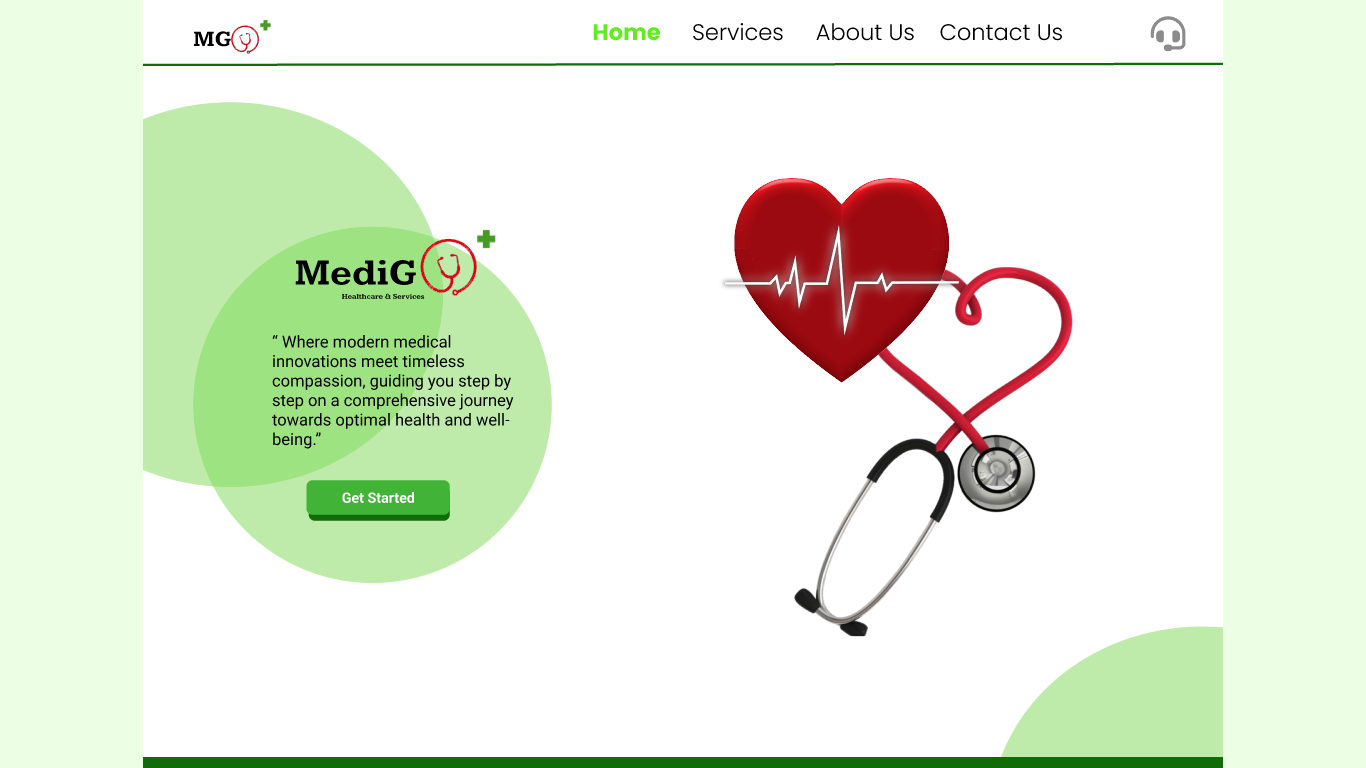 MG
Home Services About Us Contact Us
MediG
Healthcare & Services
“ Where modern medical
innovations meet timeless
compassion, guiding you step by
step on a comprehensive journey
towards optimal health and well-
being.”
Get Started